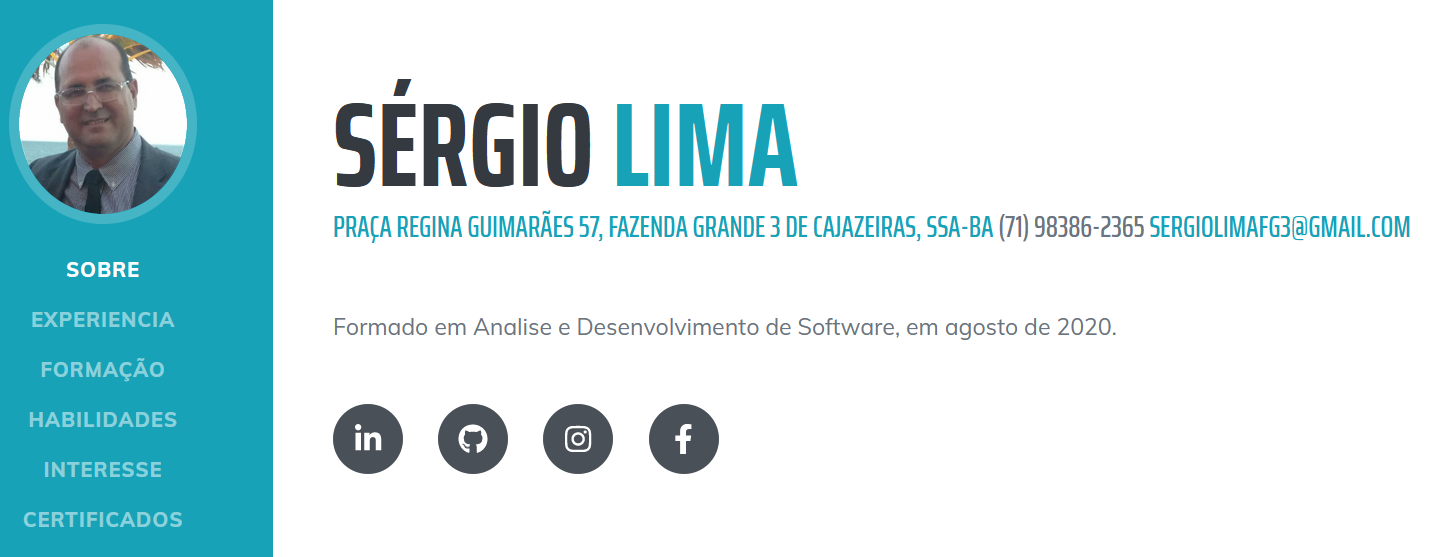 SOBRE
EXPERIENCIA
FORMAÇÃO
HABILIDADES
INTERESSE
CERTIFICADOS
SÉRGIO LIMA
PRAÇA REGINA GUIMARÃES 57, FAZENDA GRANDE 3 DE CAJAZEIRAS, SSA-BA (71) 98386-2365 SERGIOLIMAFG3@GMAIL.COM
Formado em Analise e Desenvolvimento de Software, em agosto de 2020.